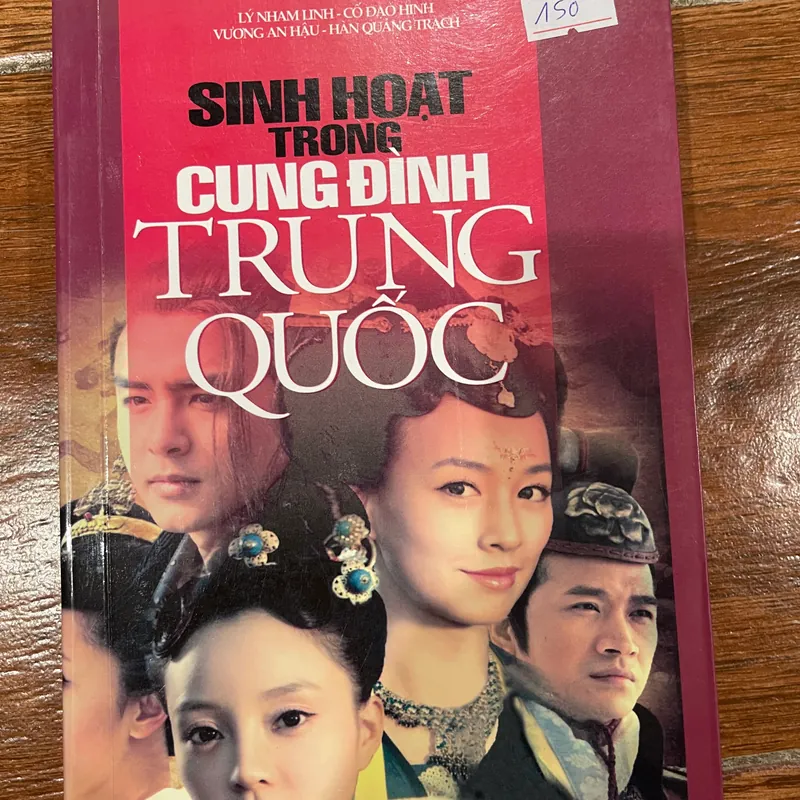 150
LÝ NHAM LINH - CỐ ĐẠO HINH
VƯƠNG AN HẬU - HÀN QUẢNG TRẠCH
SINH HOẠT
TRONG
CUNG ĐÌNH
TRUNG
QUỐC